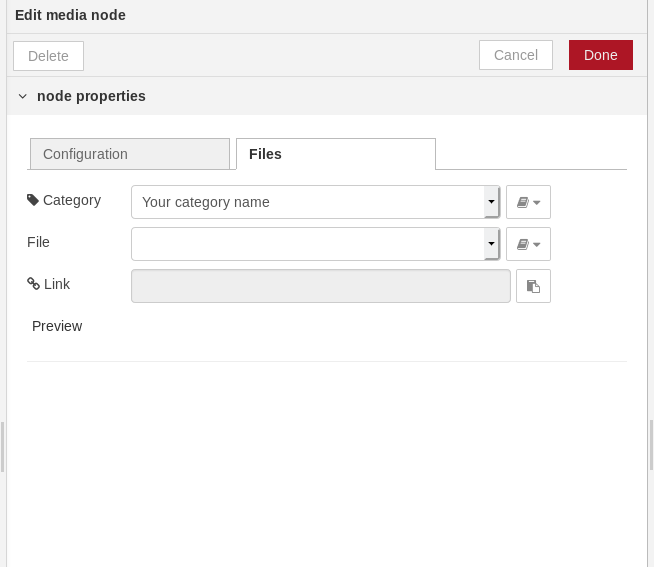 Edit media node
Delete
Cancel
Done
node properties
Configuration
Files
Category
Your category name
File
Link
Preview